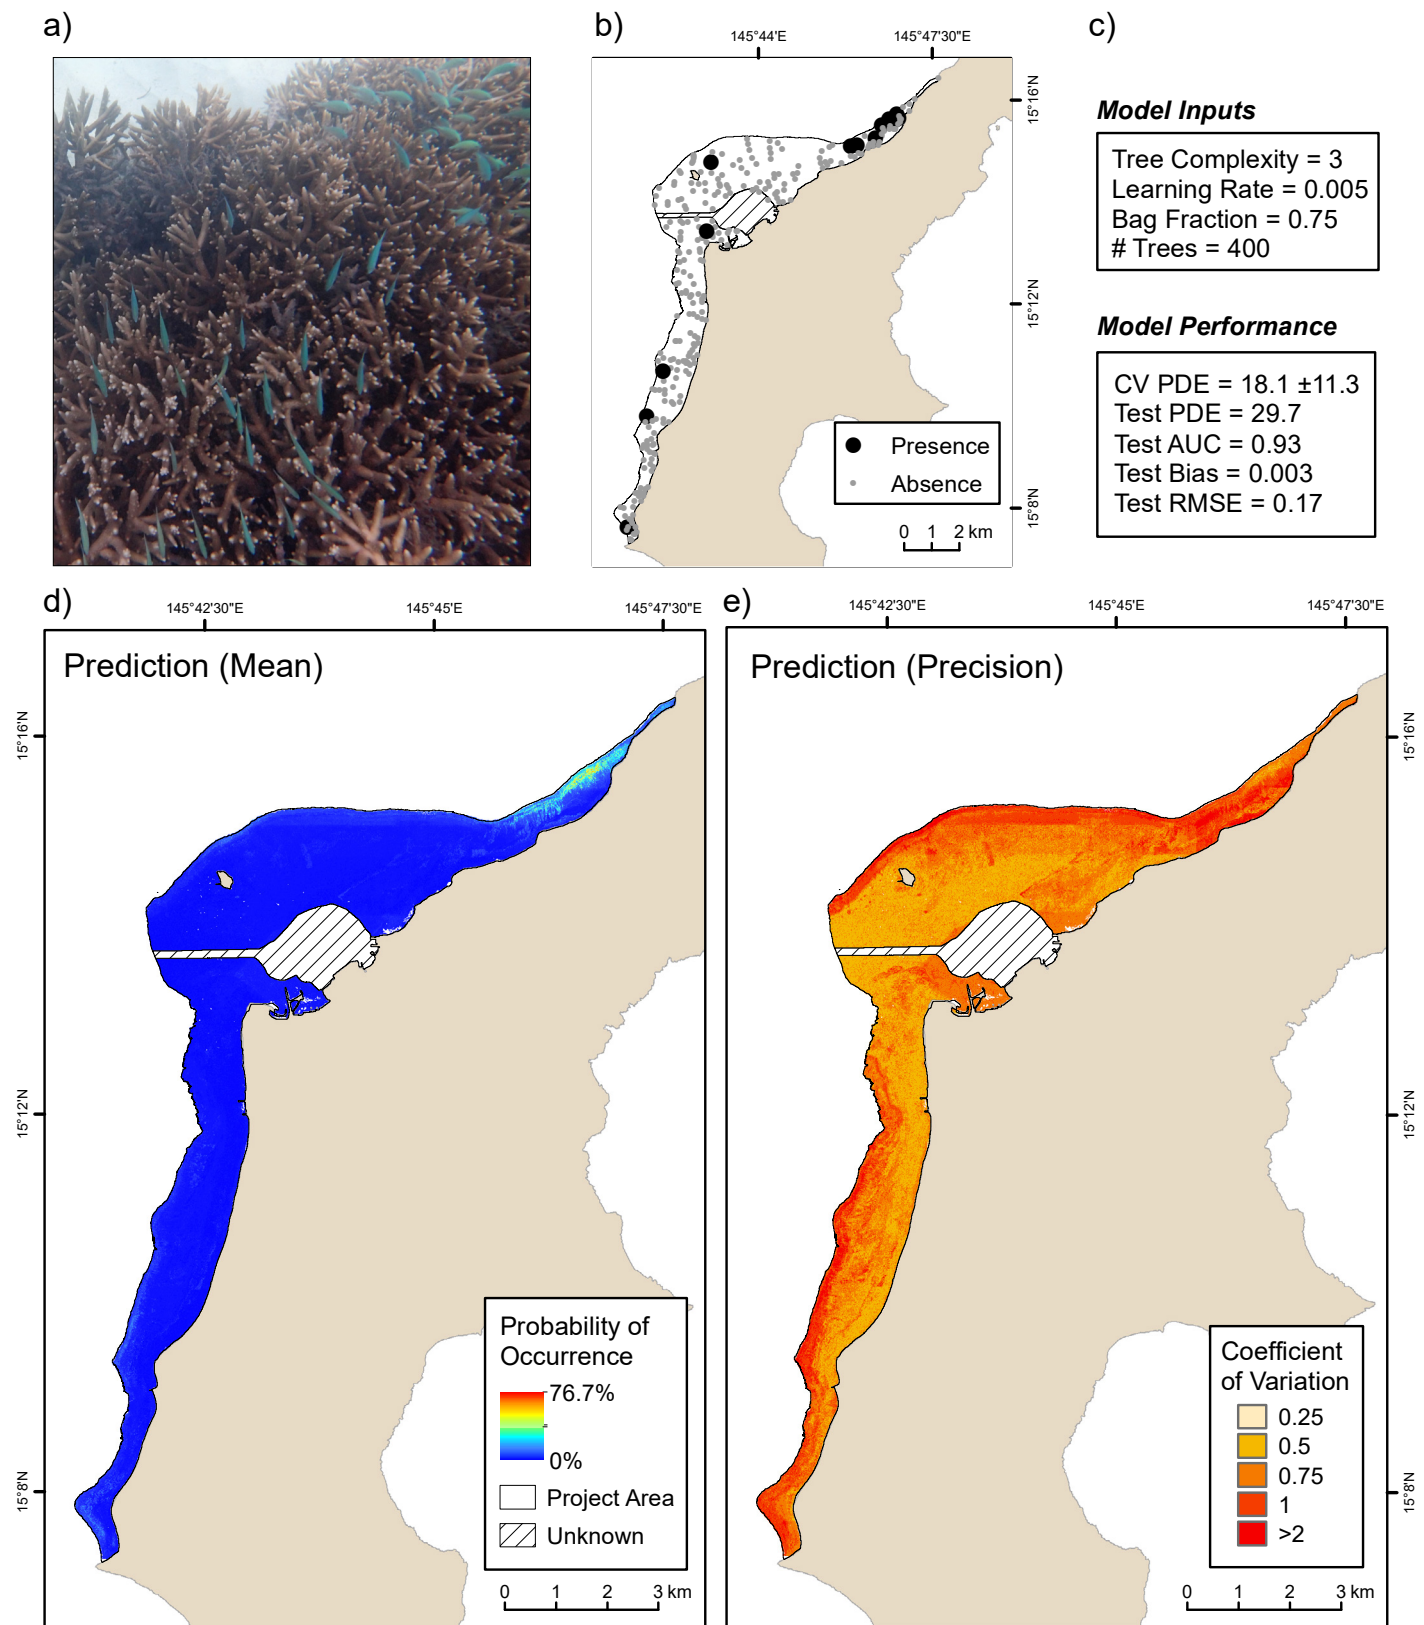 a)
b)
c)
145°44'E
145°47'30"E
15°16'N
15°12'N
15°8'N
Presence
Absence
0 1 2 km
Model Inputs
Tree Complexity = 3
Learning Rate = 0.005
Bag Fraction = 0.75
# Trees = 400
Model Performance
CV PDE = 18.1 ±11.3
Test PDE = 29.7
Test AUC = 0.93
Test Bias = 0.003
Test RMSE = 0.17
d)
145°42'30"E
145°45'E
145°47'30"E
Prediction (Mean)
15°16'N
15°12'N
15°8'N
Probability of
Occurrence
76.7%
0%
Project Area
Unknown
0 1 2 3 km
e)
145°42'30"E
145°45'E
145°47'30"E
Prediction (Precision)
15°16'N
15°12'N
15°8'N
Coefficient
of Variation
0.25
0.5
0.75
1
>2
0 1 2 3 km